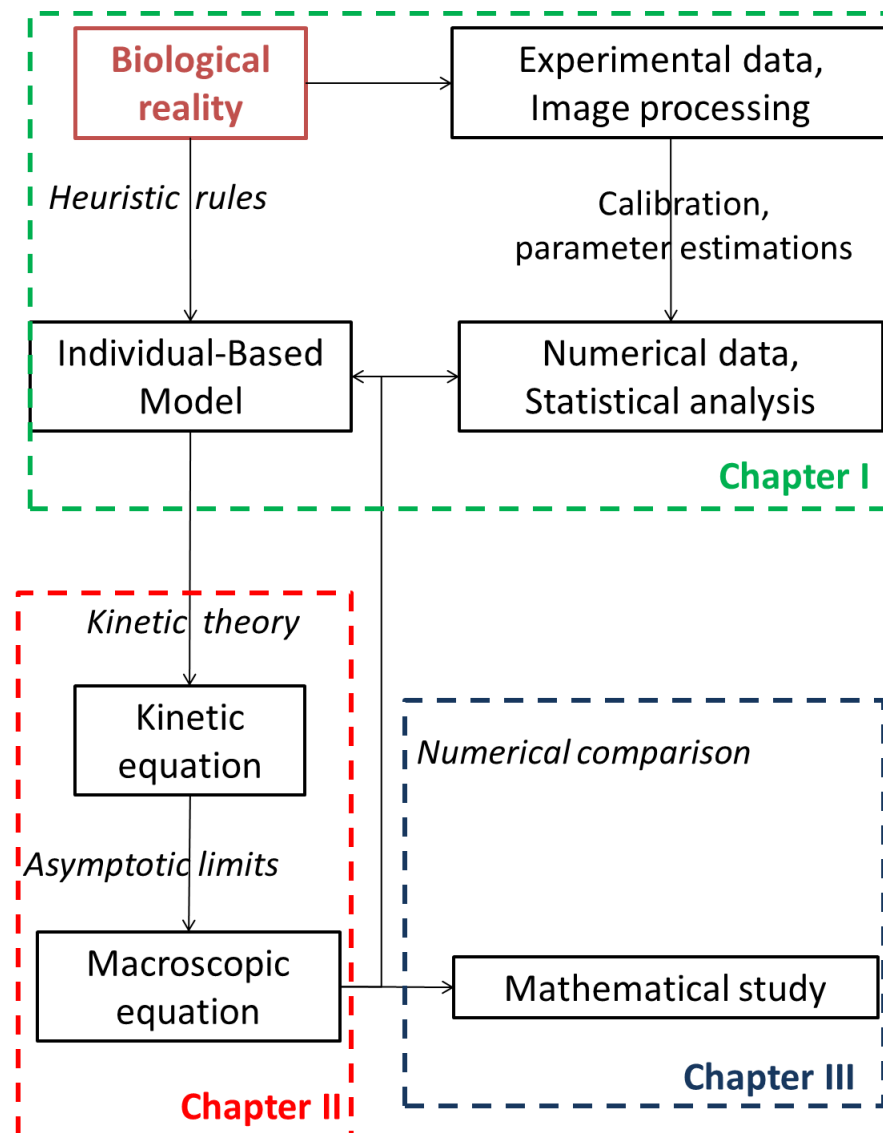 Biological
reality
Experimental data,
Image processing
Heuristic rules
Calibration,
parameter estimations
Individual-Based
Model
Numerical data,
Statistical analysis
Chapter I
Kinetic theory
Kinetic
equation
Numerical comparison
Asymptotic limits
Macroscopic
equation
Mathematical study
Chapter III
Chapter II